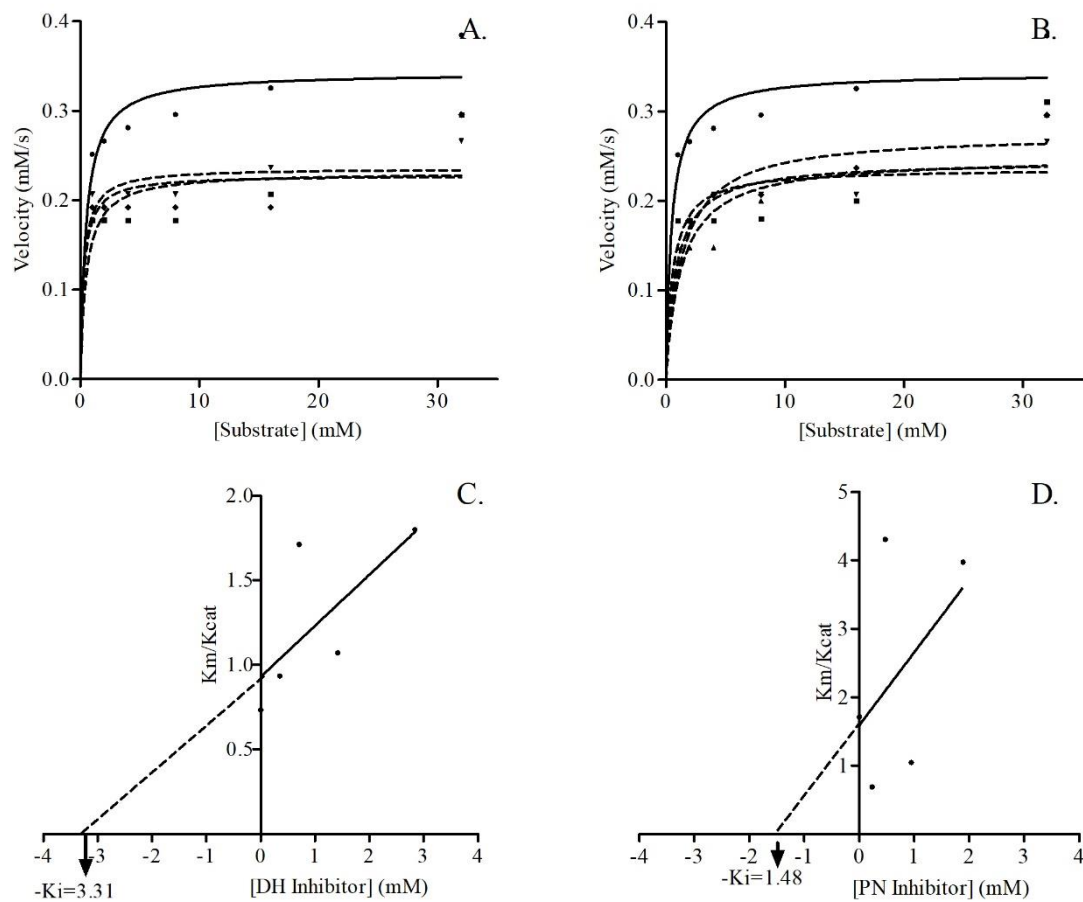 A.
Velocity (mM/s)
0.4
0.3
0.2
0.1
0.0
0 10 20 30
[Substrate] (mM)
B.
Velocity (mM/s)
0.4
0.3
0.2
0.1
0.0
0 10 20 30
[Substrate] (mM)
C.
Km/Kcat
2.0
1.5
1.0
0.5
-4 -3 -2 -1 0 1 2 3 4
-Ki=3.31
[DH Inhibitor] (mM)
D.
Km/Kcat
5
4
3
2
1
-4 -3 -2 -1 0 1 2 3 4
-Ki=1.48
[PN Inhibitor] (mM)